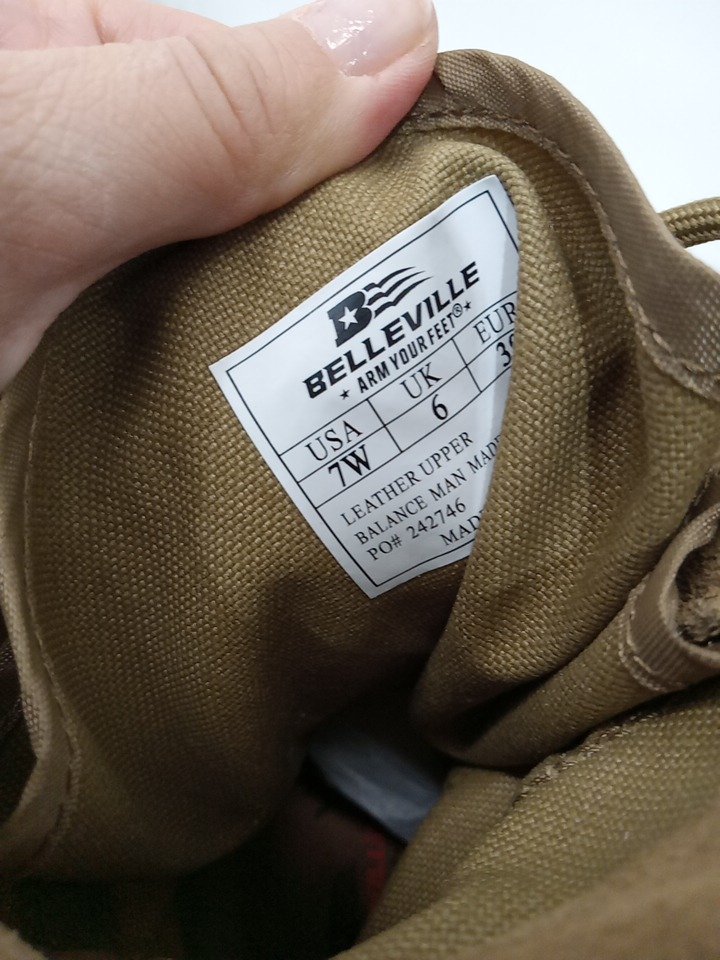 B
BELLEVILLE
★ ARM YOUR FEET®★
USA UK EUR
7W 6
LEATHER UPPER
BALANCE MAN MADE
PO# 242746